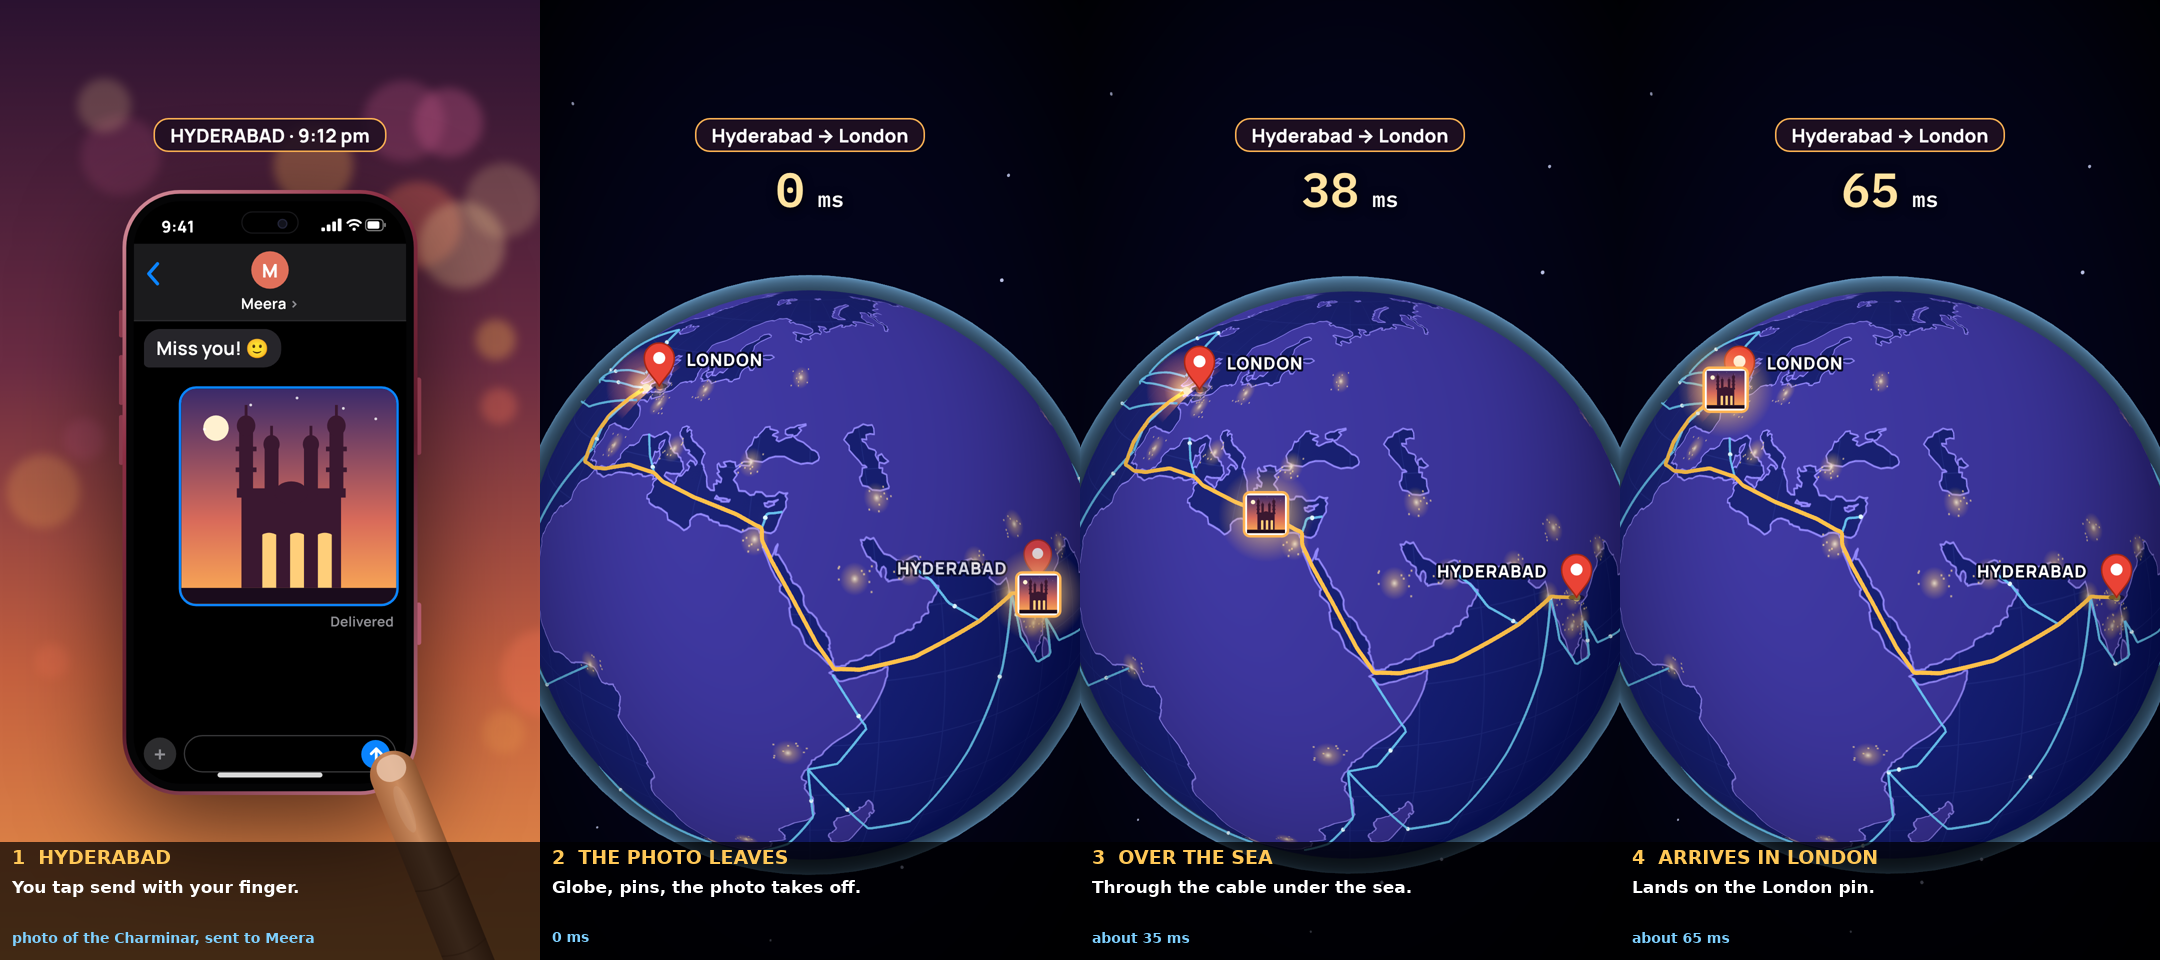 HYDERABAD · 9:12 pm
9:41
M
Meera ›
Miss you! 🙂
Delivered
+
1 HYDERABAD
You tap send with your finger.
photo of the Charminar, sent to Meera
Hyderabad → London
0 ms
LONDON
HYDERABAD
2 THE PHOTO LEAVES
Globe, pins, the photo takes off.
0 ms
Hyderabad → London
38 ms
LONDON
HYDERABAD
3 OVER THE SEA
Through the cable under the sea.
about 35 ms
Hyderabad → London
65 ms
LONDON
HYDERABAD
4 ARRIVES IN LONDON
Lands on the London pin.
about 65 ms